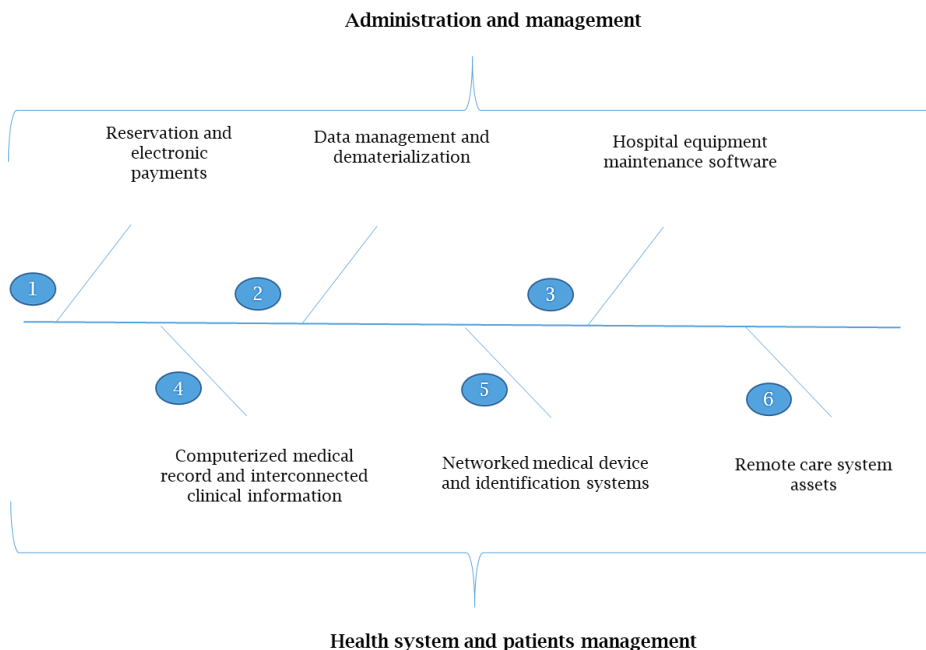 Administration and management
Reservation and
electronic
payments
Data management and
dematerialization
Hospital equipment
maintenance software
1
2
3
4
5
6
Computerized medical
record and interconnected
clinical information
Networked medical device
and identification systems
Remote care system
assets
Health system and patients management